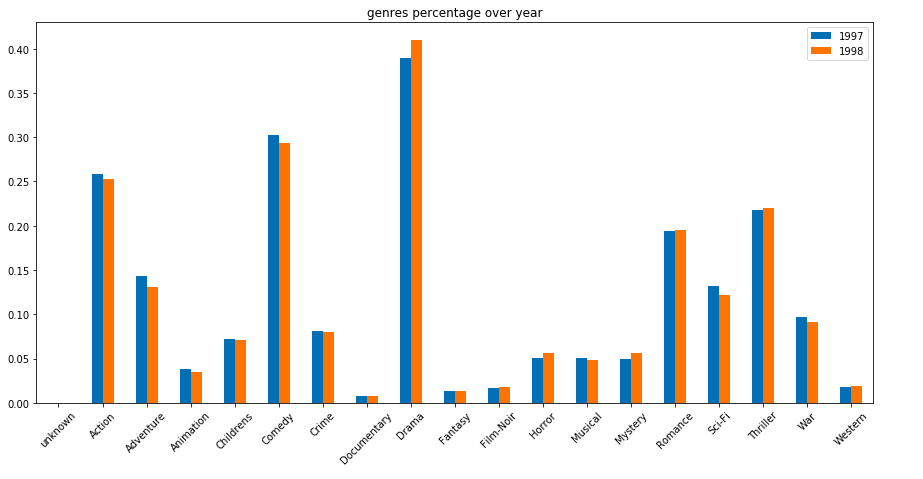 genres percentage over year
1997
1998
0.40
0.35
0.30
0.25
0.20
0.15
0.10
0.05
0.00
unknown
Action
Adventure
Animation
Childrens
Comedy
Crime
Documentary
Drama
Fantasy
Film-Noir
Horror
Musical
Mystery
Romance
Sci-Fi
Thriller
War
Western